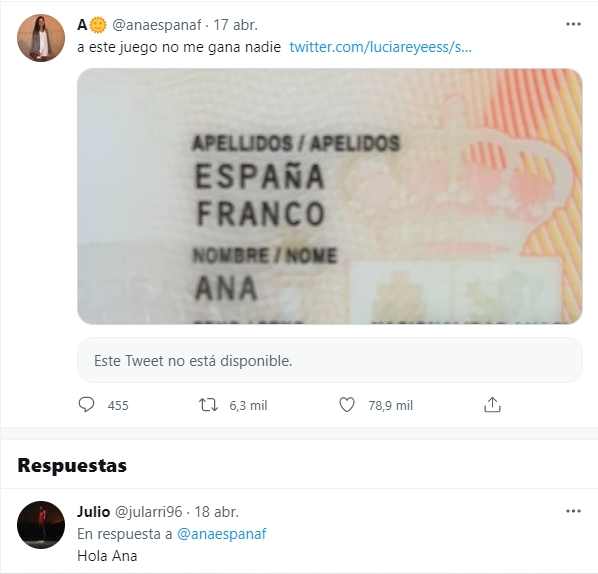 A🌞 @anaespanaf · 17 abr.
a este juego no me gana nadie twitter.com/luciareyeess/s...
APELLIDOS / APELIDOS
ESPAÑA
FRANCO
NOMBRE / NOME
ANA
Este Tweet no está disponible.
455 6,3 mil 78,9 mil
Respuestas
Julio @jularri96 · 18 abr.
En respuesta a @anaespanaf
Hola Ana